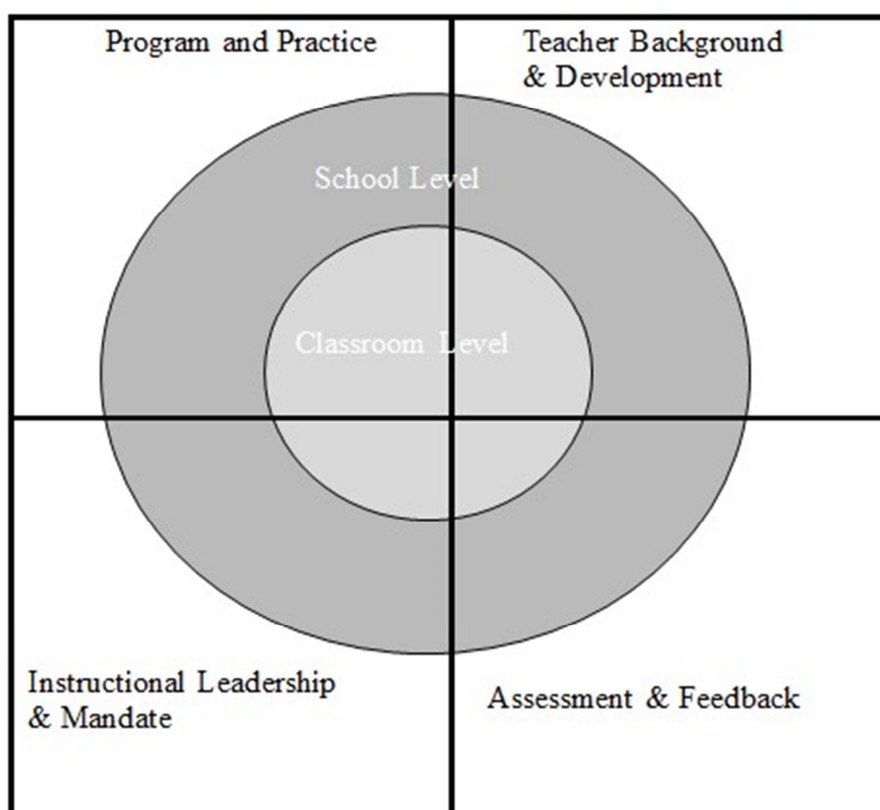 Program and Practice
Teacher Background
& Development
School Level
Classroom Level
Instructional Leadership
& Mandate
Assessment & Feedback